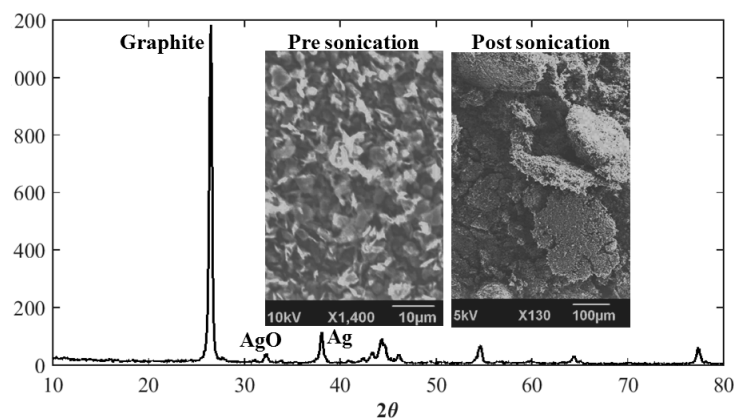 200
Graphite
Pre sonication
Post sonication
000
800
600
400
10kV X1,400 10μm
5kV X130 100μm
200
AgO
Ag
0
10 20 30 40 50 60 70 80
2θ